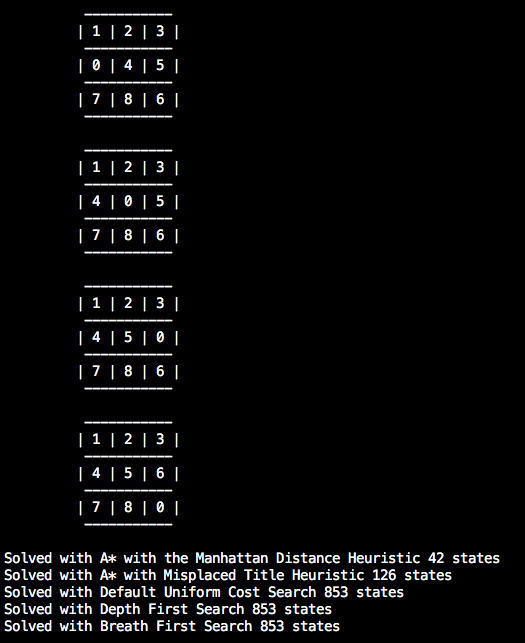 -----------
| 1 | 2 | 3 |
-----------
| 0 | 4 | 5 |
-----------
| 7 | 8 | 6 |
-----------
-----------
| 1 | 2 | 3 |
-----------
| 4 | 0 | 5 |
-----------
| 7 | 8 | 6 |
-----------
-----------
| 1 | 2 | 3 |
-----------
| 4 | 5 | 0 |
-----------
| 7 | 8 | 6 |
-----------
-----------
| 1 | 2 | 3 |
-----------
| 4 | 5 | 6 |
-----------
| 7 | 8 | 0 |
-----------
Solved with A* with the Manhattan Distance Heuristic 42 states
Solved with A* with Misplaced Title Heuristic 126 states
Solved with Default Uniform Cost Search 853 states
Solved with Depth First Search 853 states
Solved with Breath First Search 853 states